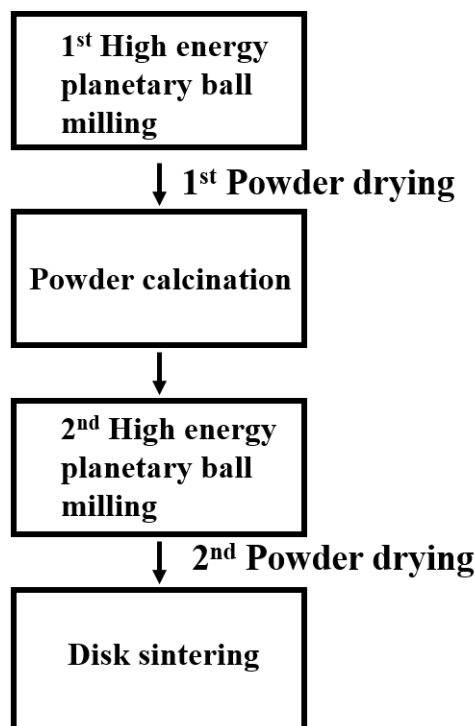 1st High energy
planetary ball
milling
1st Powder drying
Powder calcination
2nd High energy
planetary ball
milling
2nd Powder drying
Disk sintering